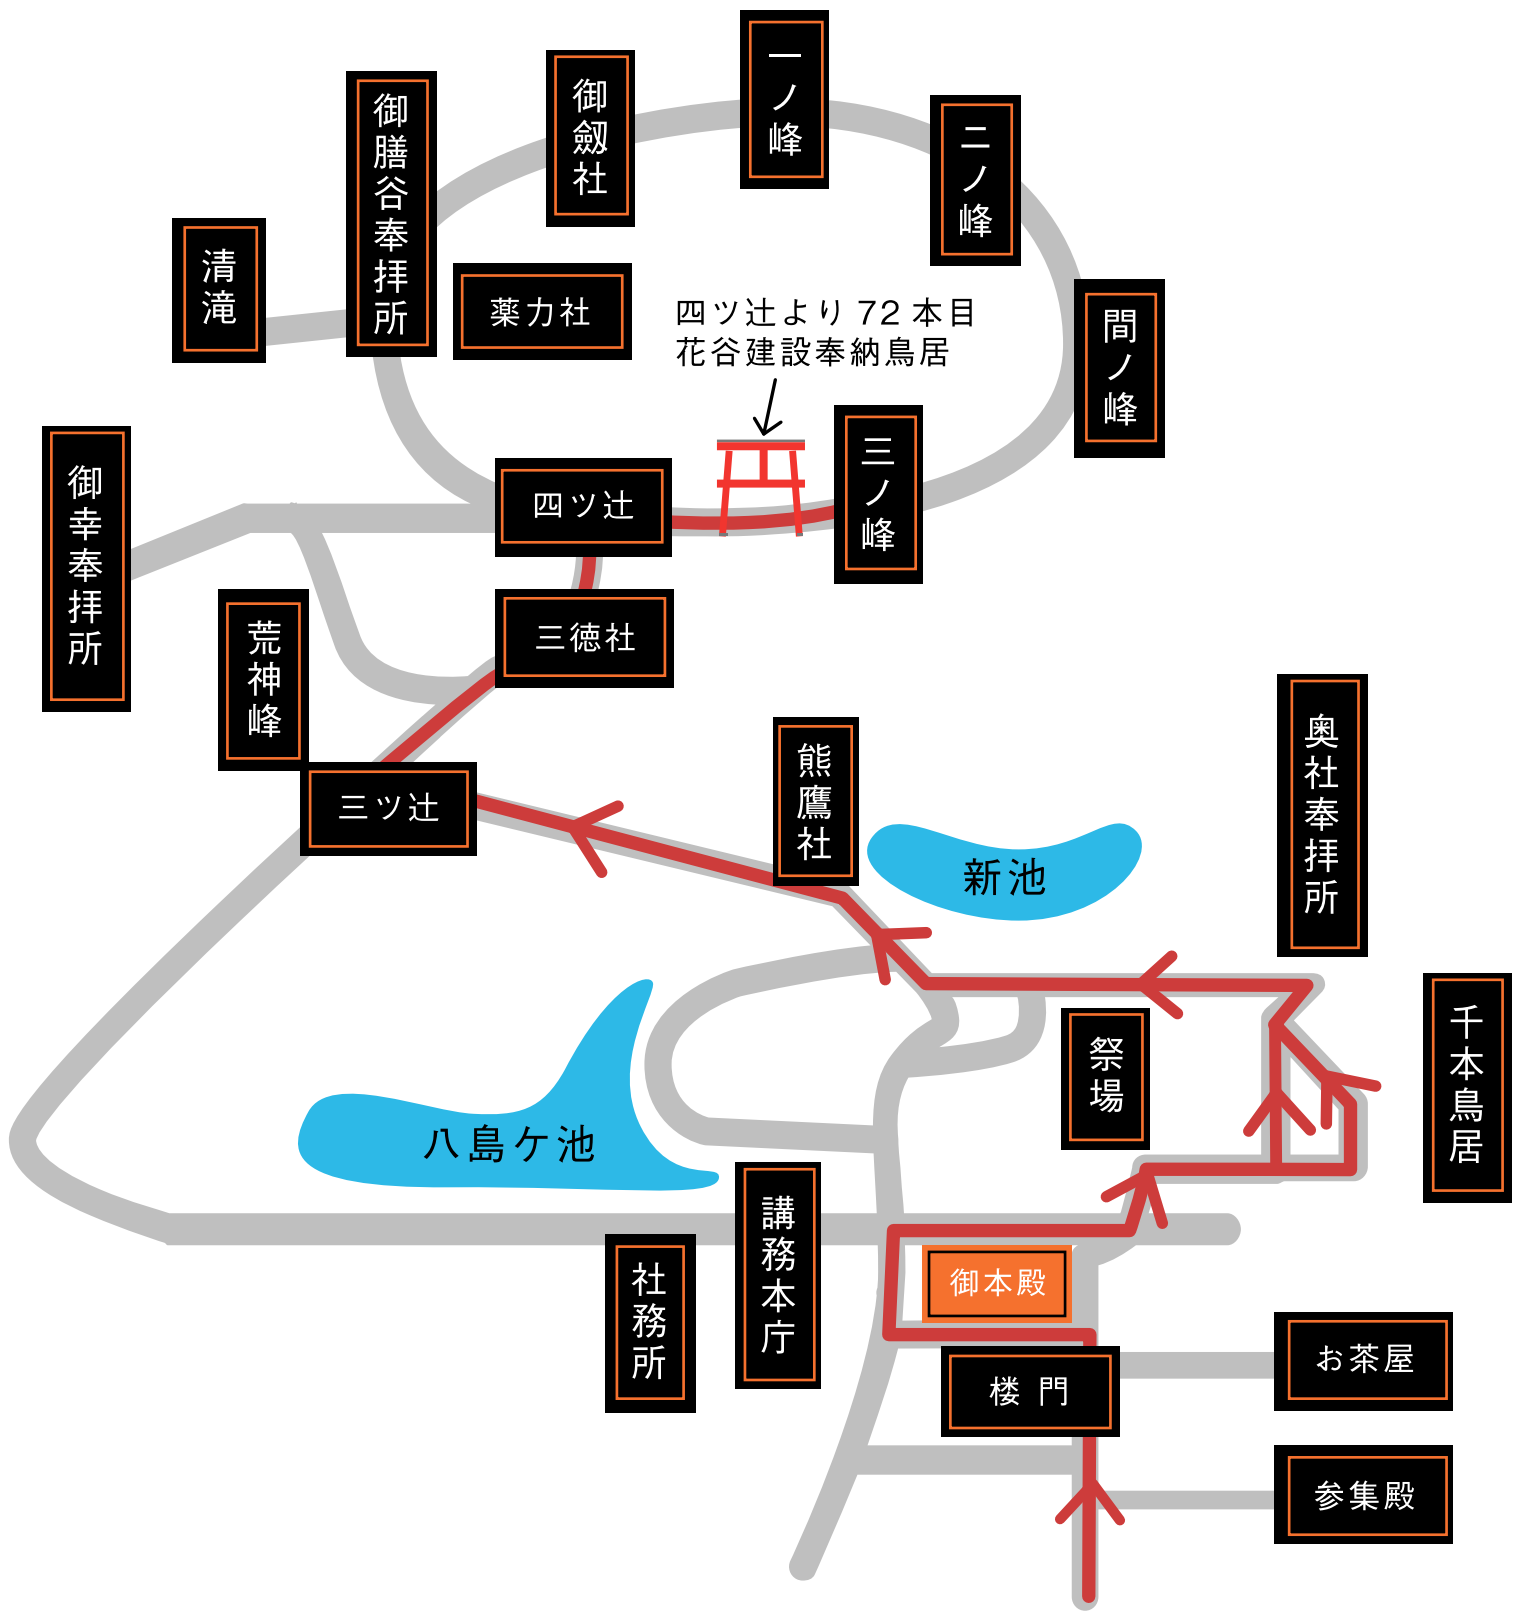 一ノ峰
御劔社
御膳谷奉拝所
二ノ峰
清滝
薬力社
四ツ辻より72本目
花谷建設奉納鳥居
間ノ峰
三ノ峰
御幸奉拝所
四ツ辻
荒神峰
三徳社
三ツ辻
熊鷹社
新池
奥社奉拝所
千本鳥居
祭場
八島ケ池
講務本庁
社務所
御本殿
お茶屋
楼門
参集殿